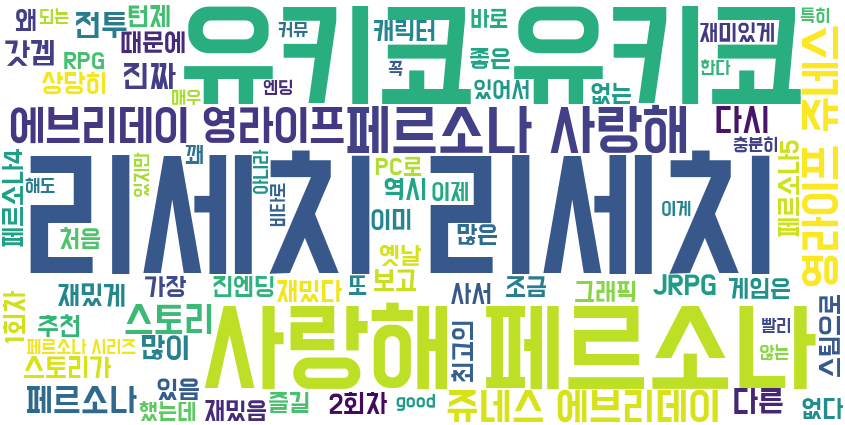 왜
되는
전투
턴제
유키코 유키코
커뮤
캐릭터
바로
재미있게
특히
갓겜
RPG
때문에
상당히
진짜
매우
엔딩
꼭
좋은
있어서
없는
한다
쥬네스
에브리데이 영라이프
페르소나 사랑해
다시
충분히
페르소나4
해도
있지만
꽤
아니라
비타로
PC로
역시
이제
이미
많은
이게
페르소나5
영라이프 쥬네스
리세치 리세치
처음
옛날
재밌게
가장
진엔딩
재밌다
또
보고
사서
조금
그래픽
JRPG
게임은
1회차
추천
스토리
페르소나 시리즈
많이
스토리가
사랑해 페르소나
최고의
빨리
않는
스팀으로
페르소나
있음
했는데
재밌음
즐길
2회차
good
쥬네스 에브리데이
다른
없다